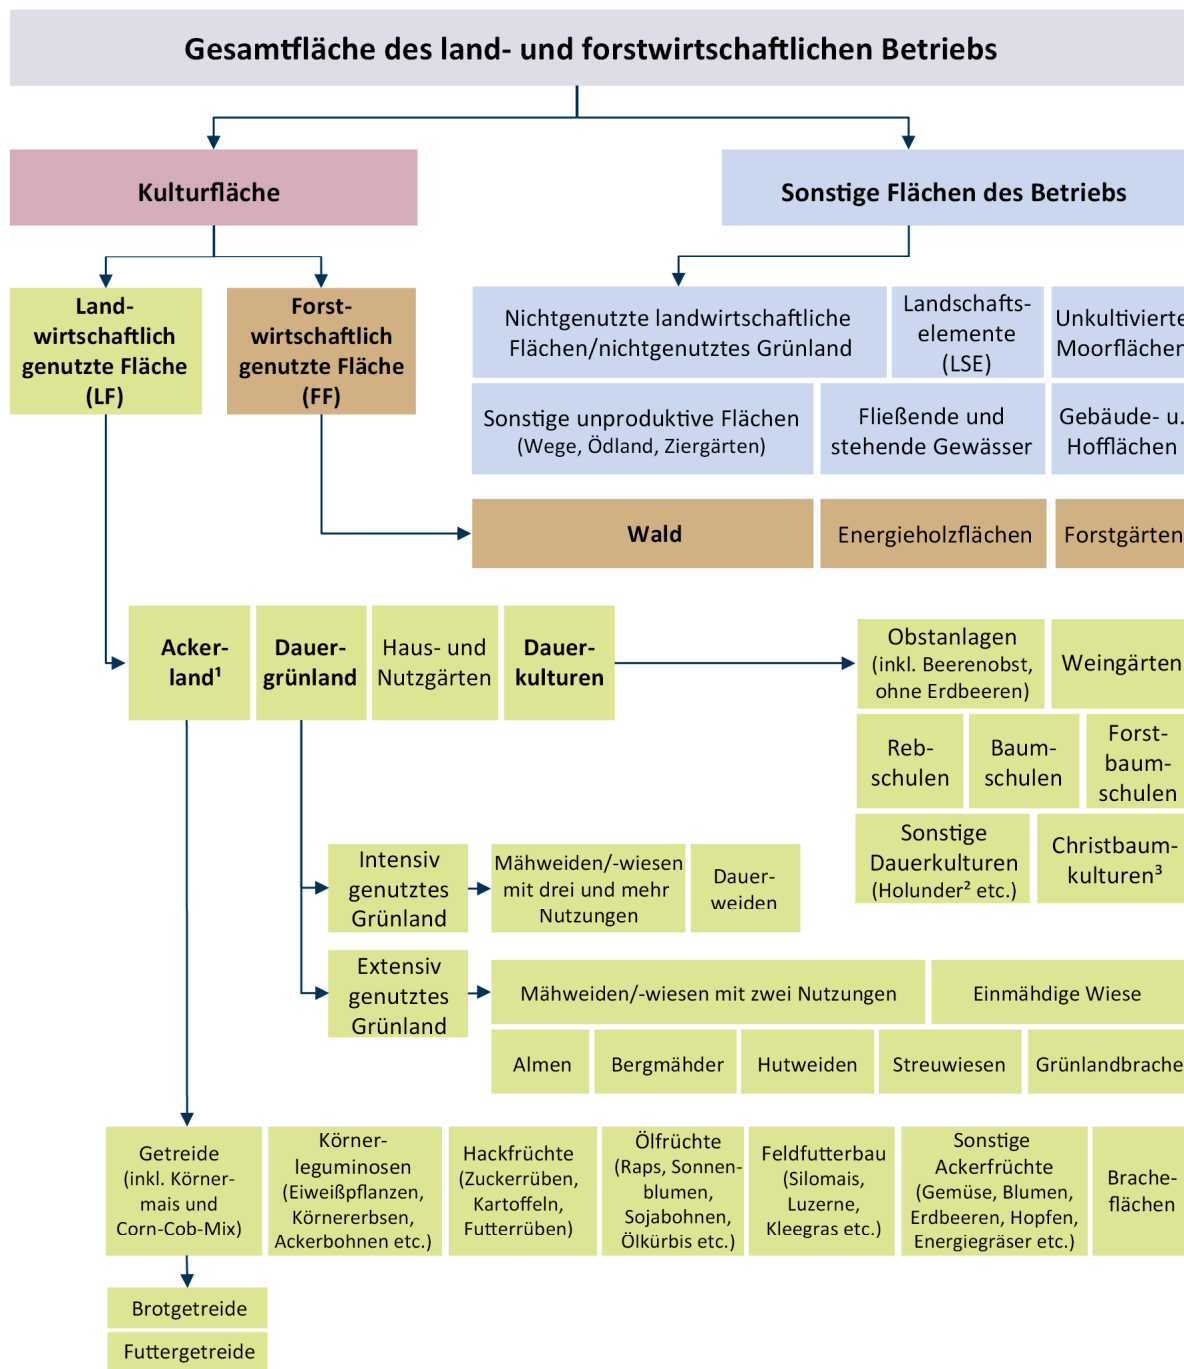 Gesamtfläche des land- und forstwirtschaftlichen Betriebs
Kulturfläche
Sonstige Flächen des Betriebs
Land-
wirtschaftlich
genutzte Fläche
(LF)
Forst-
wirtschaftlich
genutzte Fläche
(FF)
Nichtgenutzte landwirtschaftliche
Flächen/nichtgenutztes Grünland
Landschafts-
elemente
(LSE)
Unkultivierte
Moorflächen
Sonstige unproduktive Flächen
(Wege, Ödland, Ziergärten)
Fließende und
stehende Gewässer
Gebäude- u.
Hofflächen
Wald
Energieholzflächen
Forstgärten
Acker-
land¹
Dauer-
grünland
Haus- und
Nutzgärten
Dauer-
kulturen
Obstanlagen
(inkl. Beerenobst,
ohne Erdbeeren)
Weingärten
Reb-
schulen
Baum-
schulen
Forst-
baum-
schulen
Sonstige
Dauerkulturen
(Holunder² etc.)
Christbaum-
kulturen³
Intensiv
genutztes
Grünland
Mähweiden/-wiesen
mit drei und mehr
Nutzungen
Dauer-
weiden
Extensiv
genutztes
Grünland
Mähweiden/-wiesen mit zwei Nutzungen
Einmähdige Wiese
Almen
Bergmähder
Hutweiden
Streuwiesen
Grünlandbrache
Getreide
(inkl. Körner-
mais und
Corn-Cob-Mix)
Körner-
leguminosen
(Eiweißpflanzen,
Körnererbsen,
Ackerbohnen etc.)
Hackfrüchte
(Zuckerrüben,
Kartoffeln,
Futterrüben)
Ölfrüchte
(Raps, Sonnen-
blumen,
Sojabohnen,
Ölkürbis etc.)
Feldfutterbau
(Silomais,
Luzerne,
Kleegras etc.)
Sonstige
Ackerfrüchte
(Gemüse, Blumen,
Erdbeeren, Hopfen,
Energiegräser etc.)
Brache-
flächen
Brotgetreide
Futtergetreide